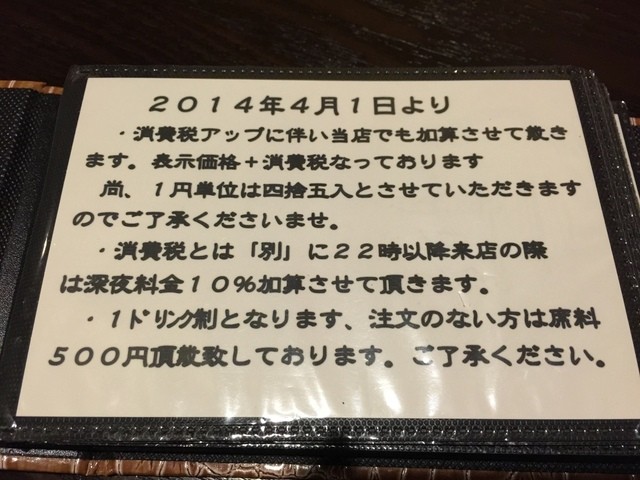 ２０１４年４月１日より
・消費税アップに伴い当店でも加算させて戴き
ます。表示価格＋消費税なっております
尚、１円単位は四捨五入とさせていただきます
のでご了承くださいませ。
・消費税とは「別」に２２時以降来店の際
は深夜料金１０％加算させて頂きます。
・１ﾄﾞﾘﾝｸ制となります、注文のない方は席料
５００円頂戴致しております。ご了承ください。